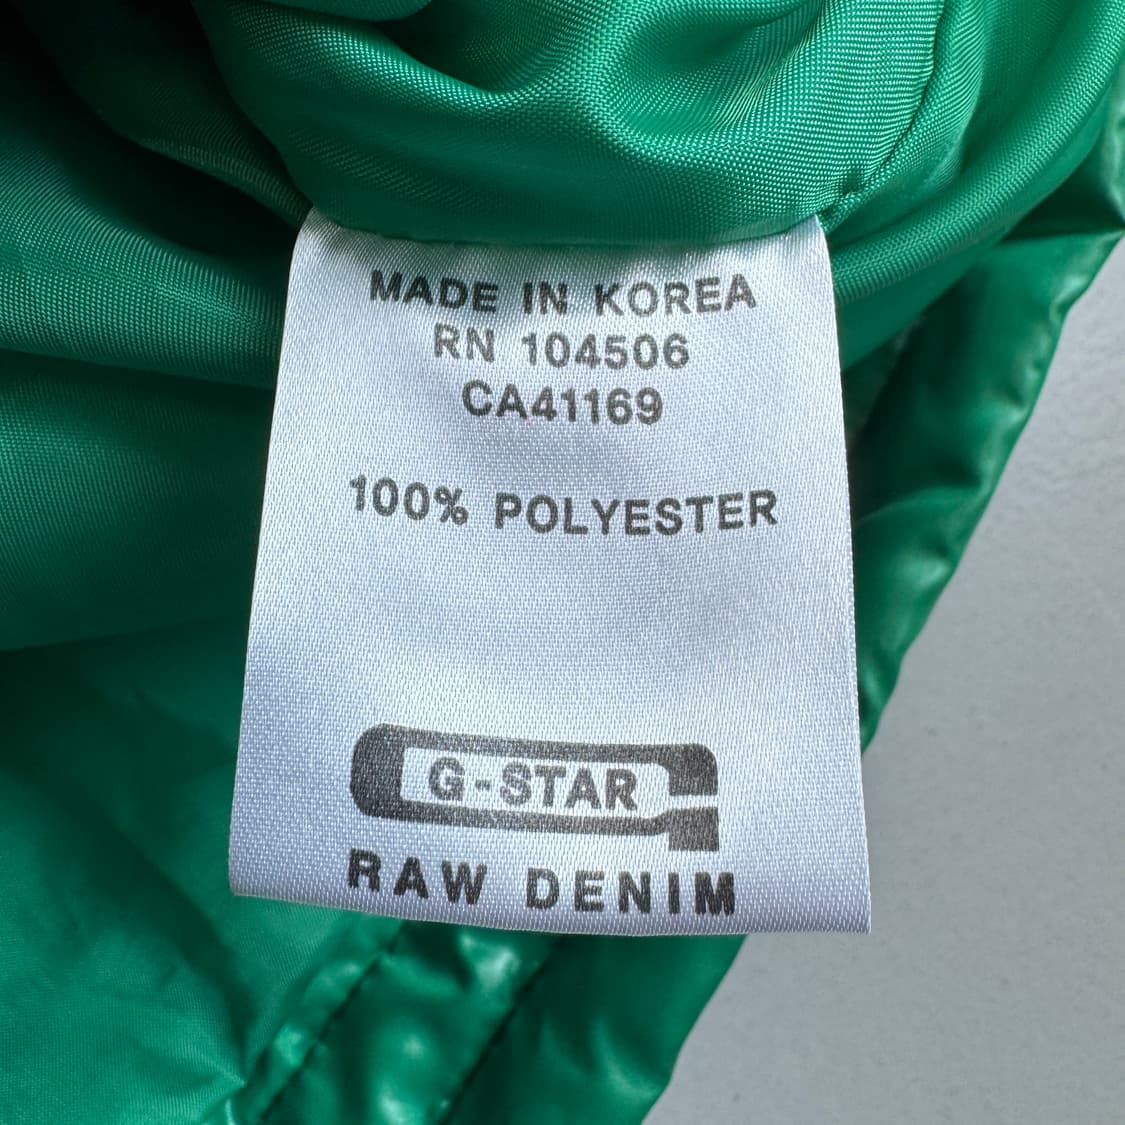 MADE IN KOREA
RN 104506
CA41169
100% POLYESTER
G-STAR
RAW DENIM